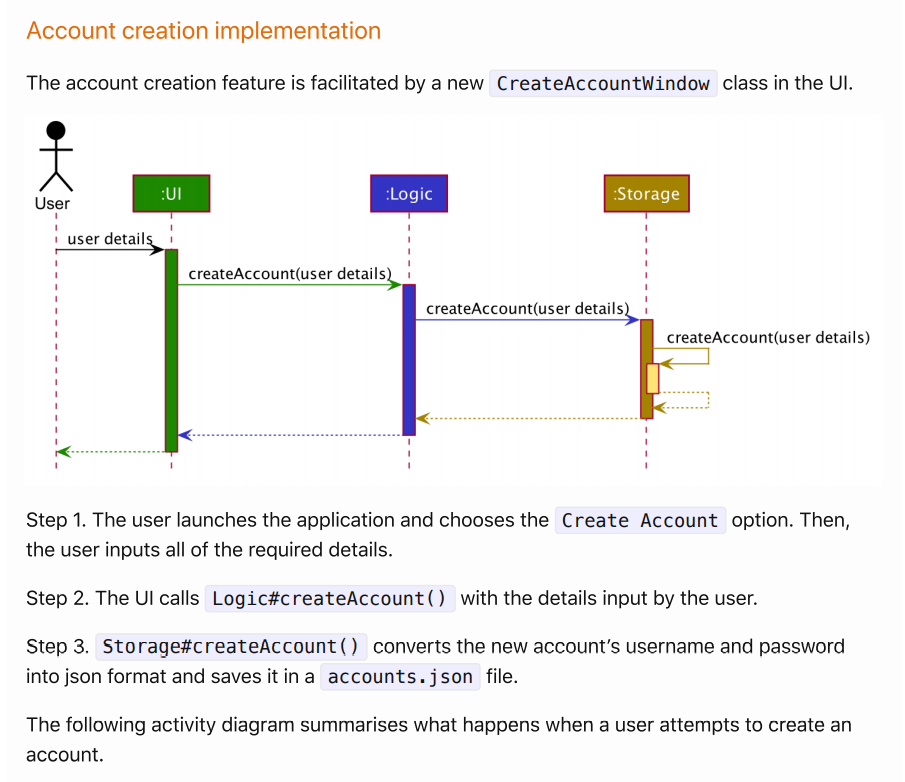 Account creation implementation
The account creation feature is facilitated by a new CreateAccountWindow class in the UI.
User
:UI
:Logic
:Storage
user details
createAccount(user details)
createAccount(user details)
createAccount(user details)
Step 1. The user launches the application and chooses the Create Account option. Then,
the user inputs all of the required details.
Step 2. The UI calls Logic#createAccount() with the details input by the user.
Step 3. Storage#createAccount() converts the new account’s username and password
into json format and saves it in a accounts.json file.
The following activity diagram summarises what happens when a user attempts to create an
account.